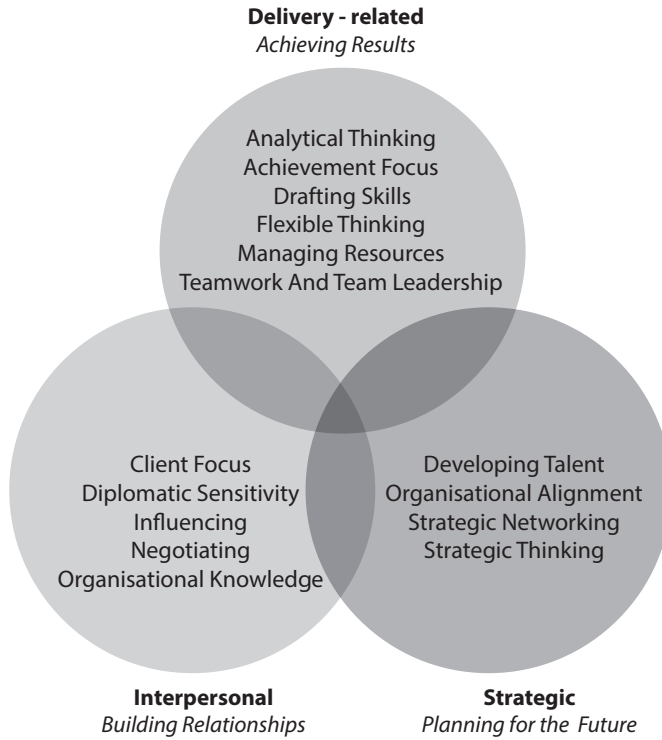 Delivery - related
Achieving Results
Analytical Thinking
Achievement Focus
Drafting Skills
Flexible Thinking
Managing Resources
Teamwork And Team Leadership
Client Focus
Diplomatic Sensitivity
Influencing
Negotiating
Organisational Knowledge
Developing Talent
Organisational Alignment
Strategic Networking
Strategic Thinking
Interpersonal
Building Relationships
Strategic
Planning for the Future